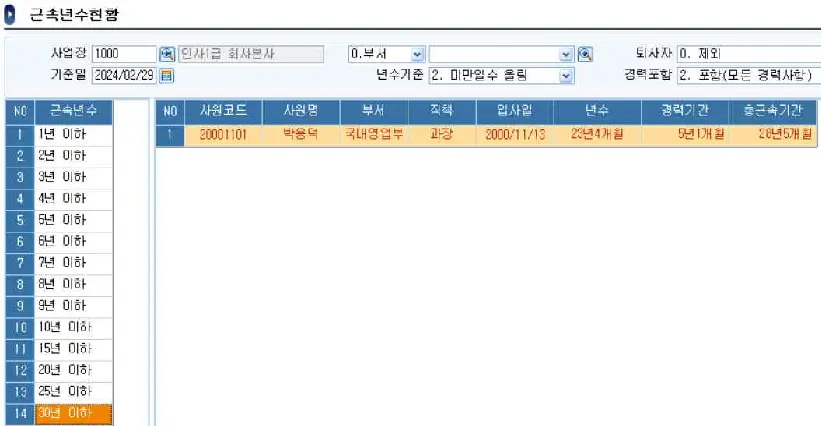 근속년수현황
사업장 1000 인사1급 회사본사 0.부서 퇴사자 0. 제외
기준일 2024/02/29 년수기준 2. 미만일수 올림 경력포함 2. 포함(모든 경력사항)
NO 근속년수
1 1년 이하
2 2년 이하
3 3년 이하
4 4년 이하
5 5년 이하
6 6년 이하
7 7년 이하
8 8년 이하
9 9년 이하
10 10년 이하
11 15년 이하
12 20년 이하
13 25년 이하
14 30년 이하
NO 사원코드 사원명 부서 직책 입사일 년수 경력기간 총근속기간
1 20001101 박용덕 국내영업부 과장 2000/11/13 23년4개월 5년1개월 28년5개월